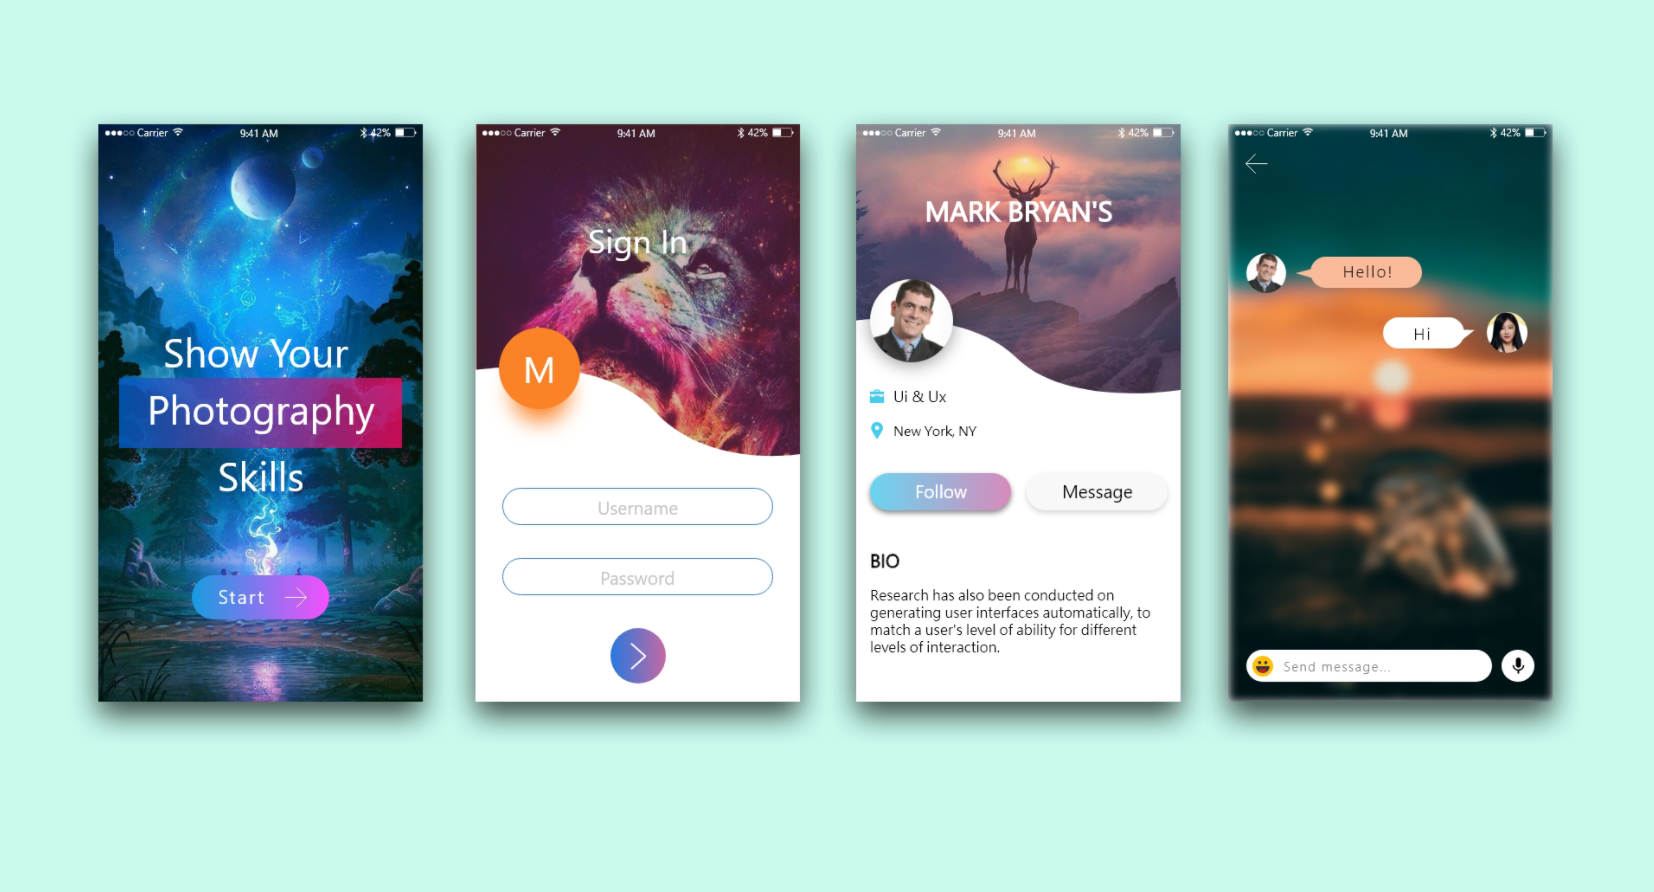 Carrier 9:41 AM 42%
Show Your
Photography
Skills
Start
Carrier 9:41 AM 42%
Sign In
M
Username
Password
Carrier 9:41 AM 42%
MARK BRYAN'S
Ui & Ux
New York, NY
Follow Message
BIO
Research has also been conducted on
generating user interfaces automatically, to
match a user's level of ability for different
levels of interaction.
Carrier 9:41 AM 42%
Hello!
Hi
Send message...